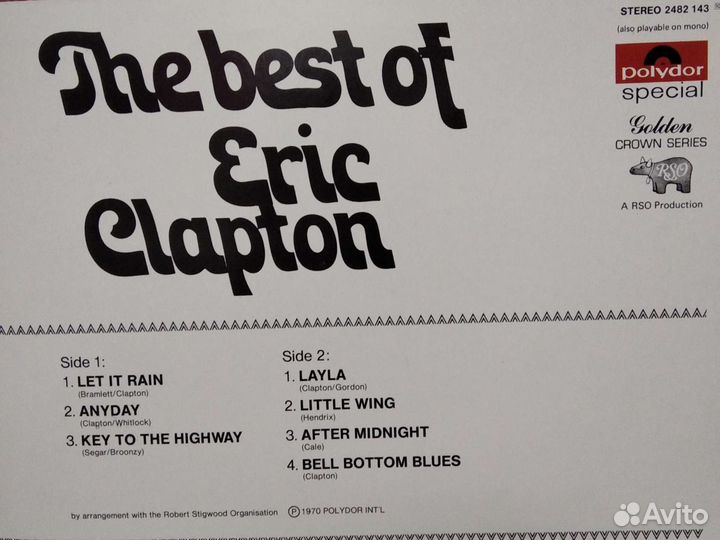 STEREO 2482 143
(also playable on mono)
polydor
special
Golden
CROWN SERIES
RSO
A RSO Production
The best of
Eric
Clapton
Side 1:
1. LET IT RAIN
(Bramlett/Clapton)
2. ANYDAY
(Clapton/Whitlock)
3. KEY TO THE HIGHWAY
(Segar/Broonzy)
Side 2:
1. LAYLA
(Clapton/Gordon)
2. LITTLE WING
(Hendrix)
3. AFTER MIDNIGHT
(Cale)
4. BELL BOTTOM BLUES
(Clapton)
by arrangement with the Robert Stigwood Organisation Ⓟ1970 POLYDOR INT'L
Avito